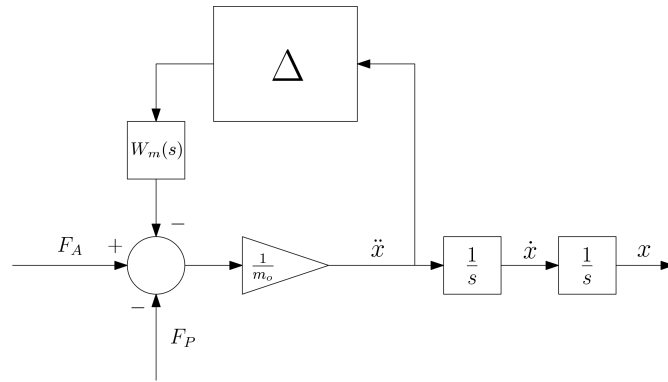 Δ
W_m(s)
F_A
+
−
−
F_P
1/m_o
ẍ
1/s
ẋ
1/s
x